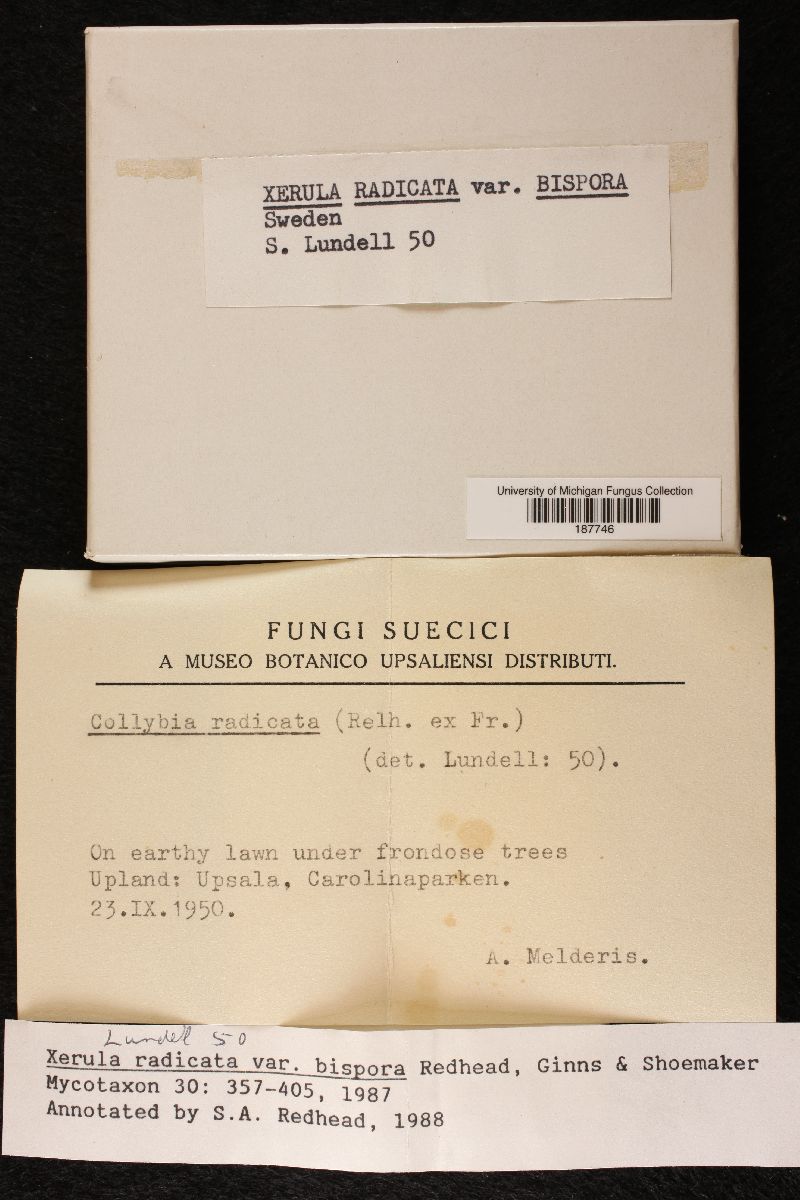 XERULA RADICATA var. BISPORA
Sweden
S. Lundell 50
University of Michigan Fungus Collection
187746
FUNGI SUECICI
A MUSEO BOTANICO UPSALIENSI DISTRIBUTI.
Collybia radicata (Relh. ex Fr.)
(det. Lundell: 50).
On earthy lawn under frondose trees
Upland: Upsala, Carolinaparken.
23.IX.1950.
A. Melderis.
Lundell 50
Xerula radicata var. bispora Redhead, Ginns & Shoemaker
Mycotaxon 30: 357-405, 1987
Annotated by S.A. Redhead, 1988